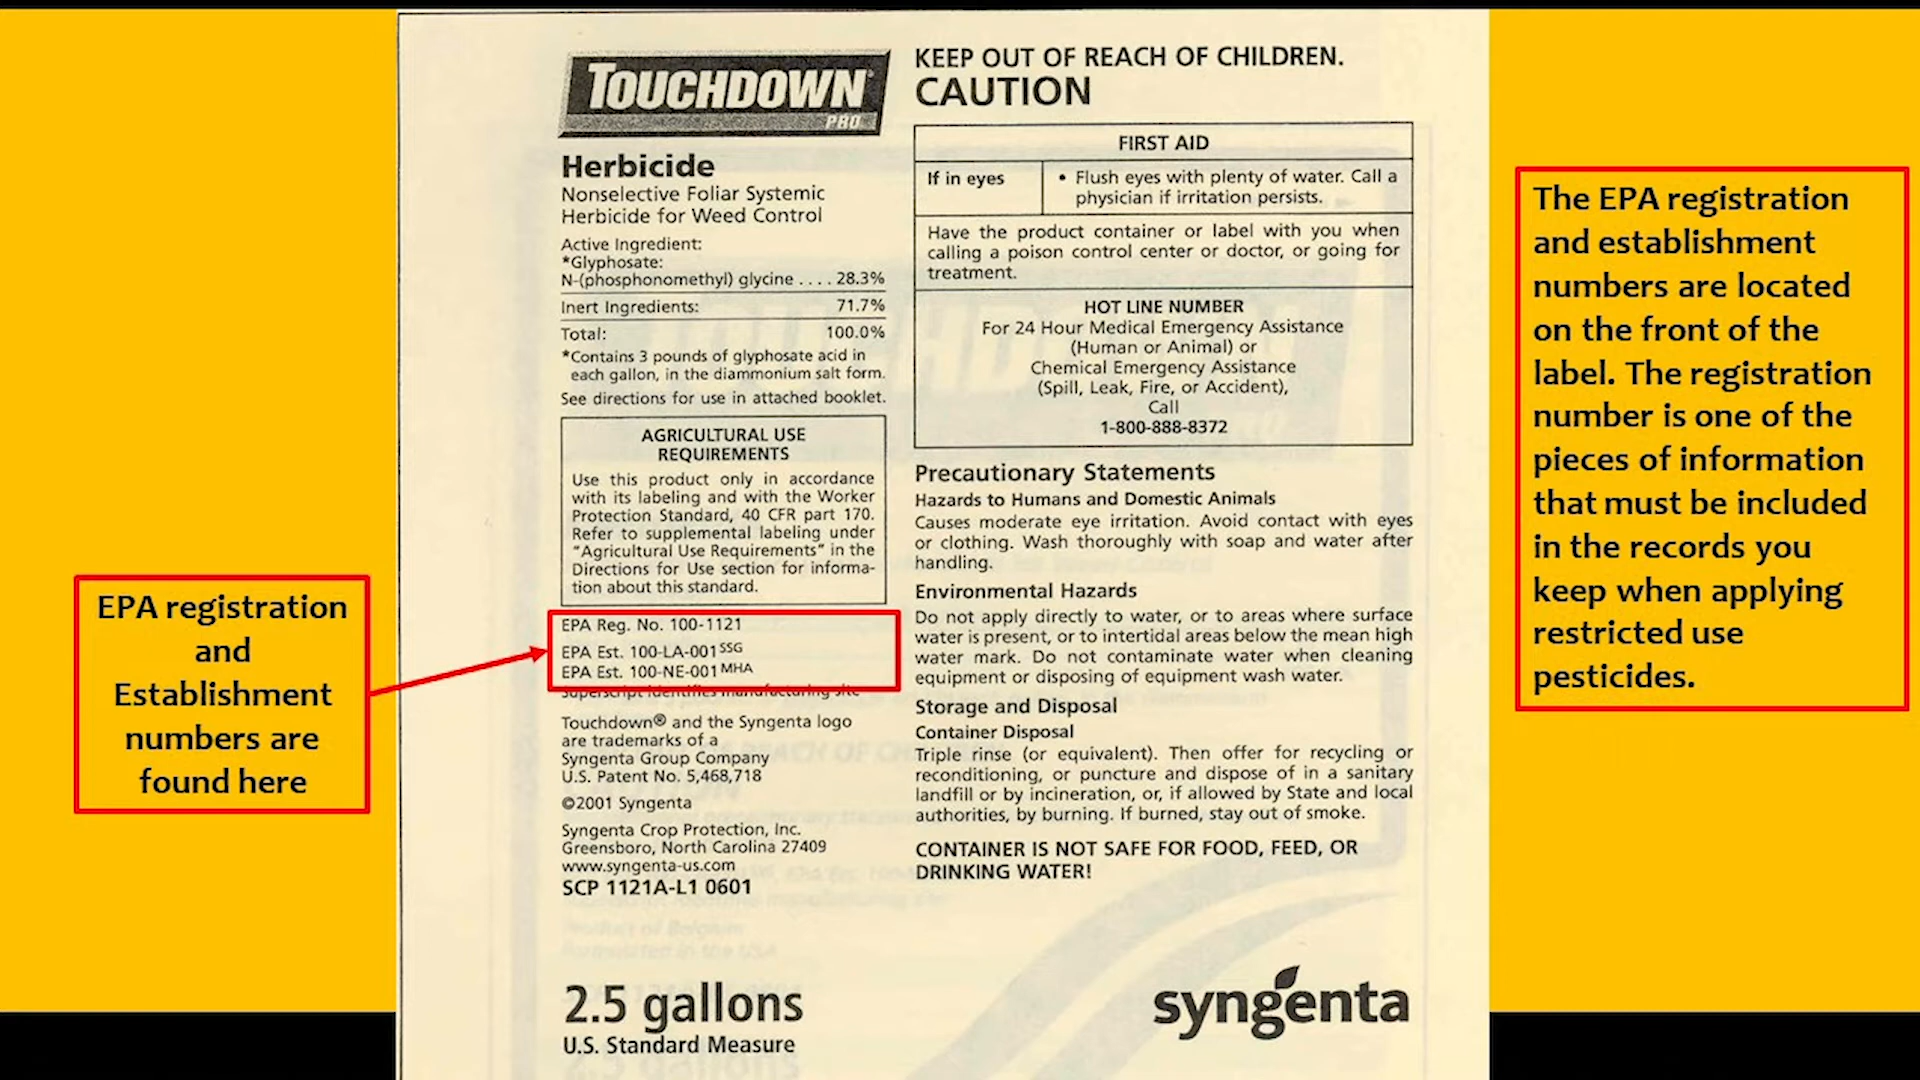 TOUCHDOWN®
PRO
Herbicide
Nonselective Foliar Systemic
Herbicide for Weed Control
Active Ingredient:
*Glyphosate:
N-(phosphonomethyl) glycine . . . . 28.3%
Inert Ingredients: 71.7%
Total: 100.0%
*Contains 3 pounds of glyphosate acid in
each gallon, in the diammonium salt form.
See directions for use in attached booklet.
AGRICULTURAL USE
REQUIREMENTS
Use this product only in accordance
with its labeling and with the Worker
Protection Standard, 40 CFR part 170.
Refer to supplemental labeling under
"Agricultural Use Requirements" in the
Directions for Use section for informa-
tion about this standard.
EPA Reg. No. 100-1121
EPA Est. 100-LA-001 SSG
EPA Est. 100-NE-001 MHA
Superscript identifies manufacturing site
Touchdown® and the Syngenta logo
are trademarks of a
Syngenta Group Company
U.S. Patent No. 5,468,718
©2001 Syngenta
Syngenta Crop Protection, Inc.
Greensboro, North Carolina 27409
www.syngenta-us.com
SCP 1121A-L1 0601
2.5 gallons
U.S. Standard Measure
KEEP OUT OF REACH OF CHILDREN.
CAUTION
FIRST AID
If in eyes
• Flush eyes with plenty of water. Call a
physician if irritation persists.
Have the product container or label with you when
calling a poison control center or doctor, or going for
treatment.
HOT LINE NUMBER
For 24 Hour Medical Emergency Assistance
(Human or Animal) or
Chemical Emergency Assistance
(Spill, Leak, Fire, or Accident),
Call
1-800-888-8372
Precautionary Statements
Hazards to Humans and Domestic Animals
Causes moderate eye irritation. Avoid contact with eyes
or clothing. Wash thoroughly with soap and water after
handling.
Environmental Hazards
Do not apply directly to water, or to areas where surface
water is present, or to intertidal areas below the mean high
water mark. Do not contaminate water when cleaning
equipment or disposing of equipment wash water.
Storage and Disposal
Container Disposal
Triple rinse (or equivalent). Then offer for recycling or
reconditioning, or puncture and dispose of in a sanitary
landfill or by incineration, or, if allowed by State and local
authorities, by burning. If burned, stay out of smoke.
CONTAINER IS NOT SAFE FOR FOOD, FEED, OR
DRINKING WATER!
syngenta
EPA registration
and
Establishment
numbers are
found here
The EPA registration
and establishment
numbers are located
on the front of the
label. The registration
number is one of the
pieces of information
that must be included
in the records you
keep when applying
restricted use
pesticides.